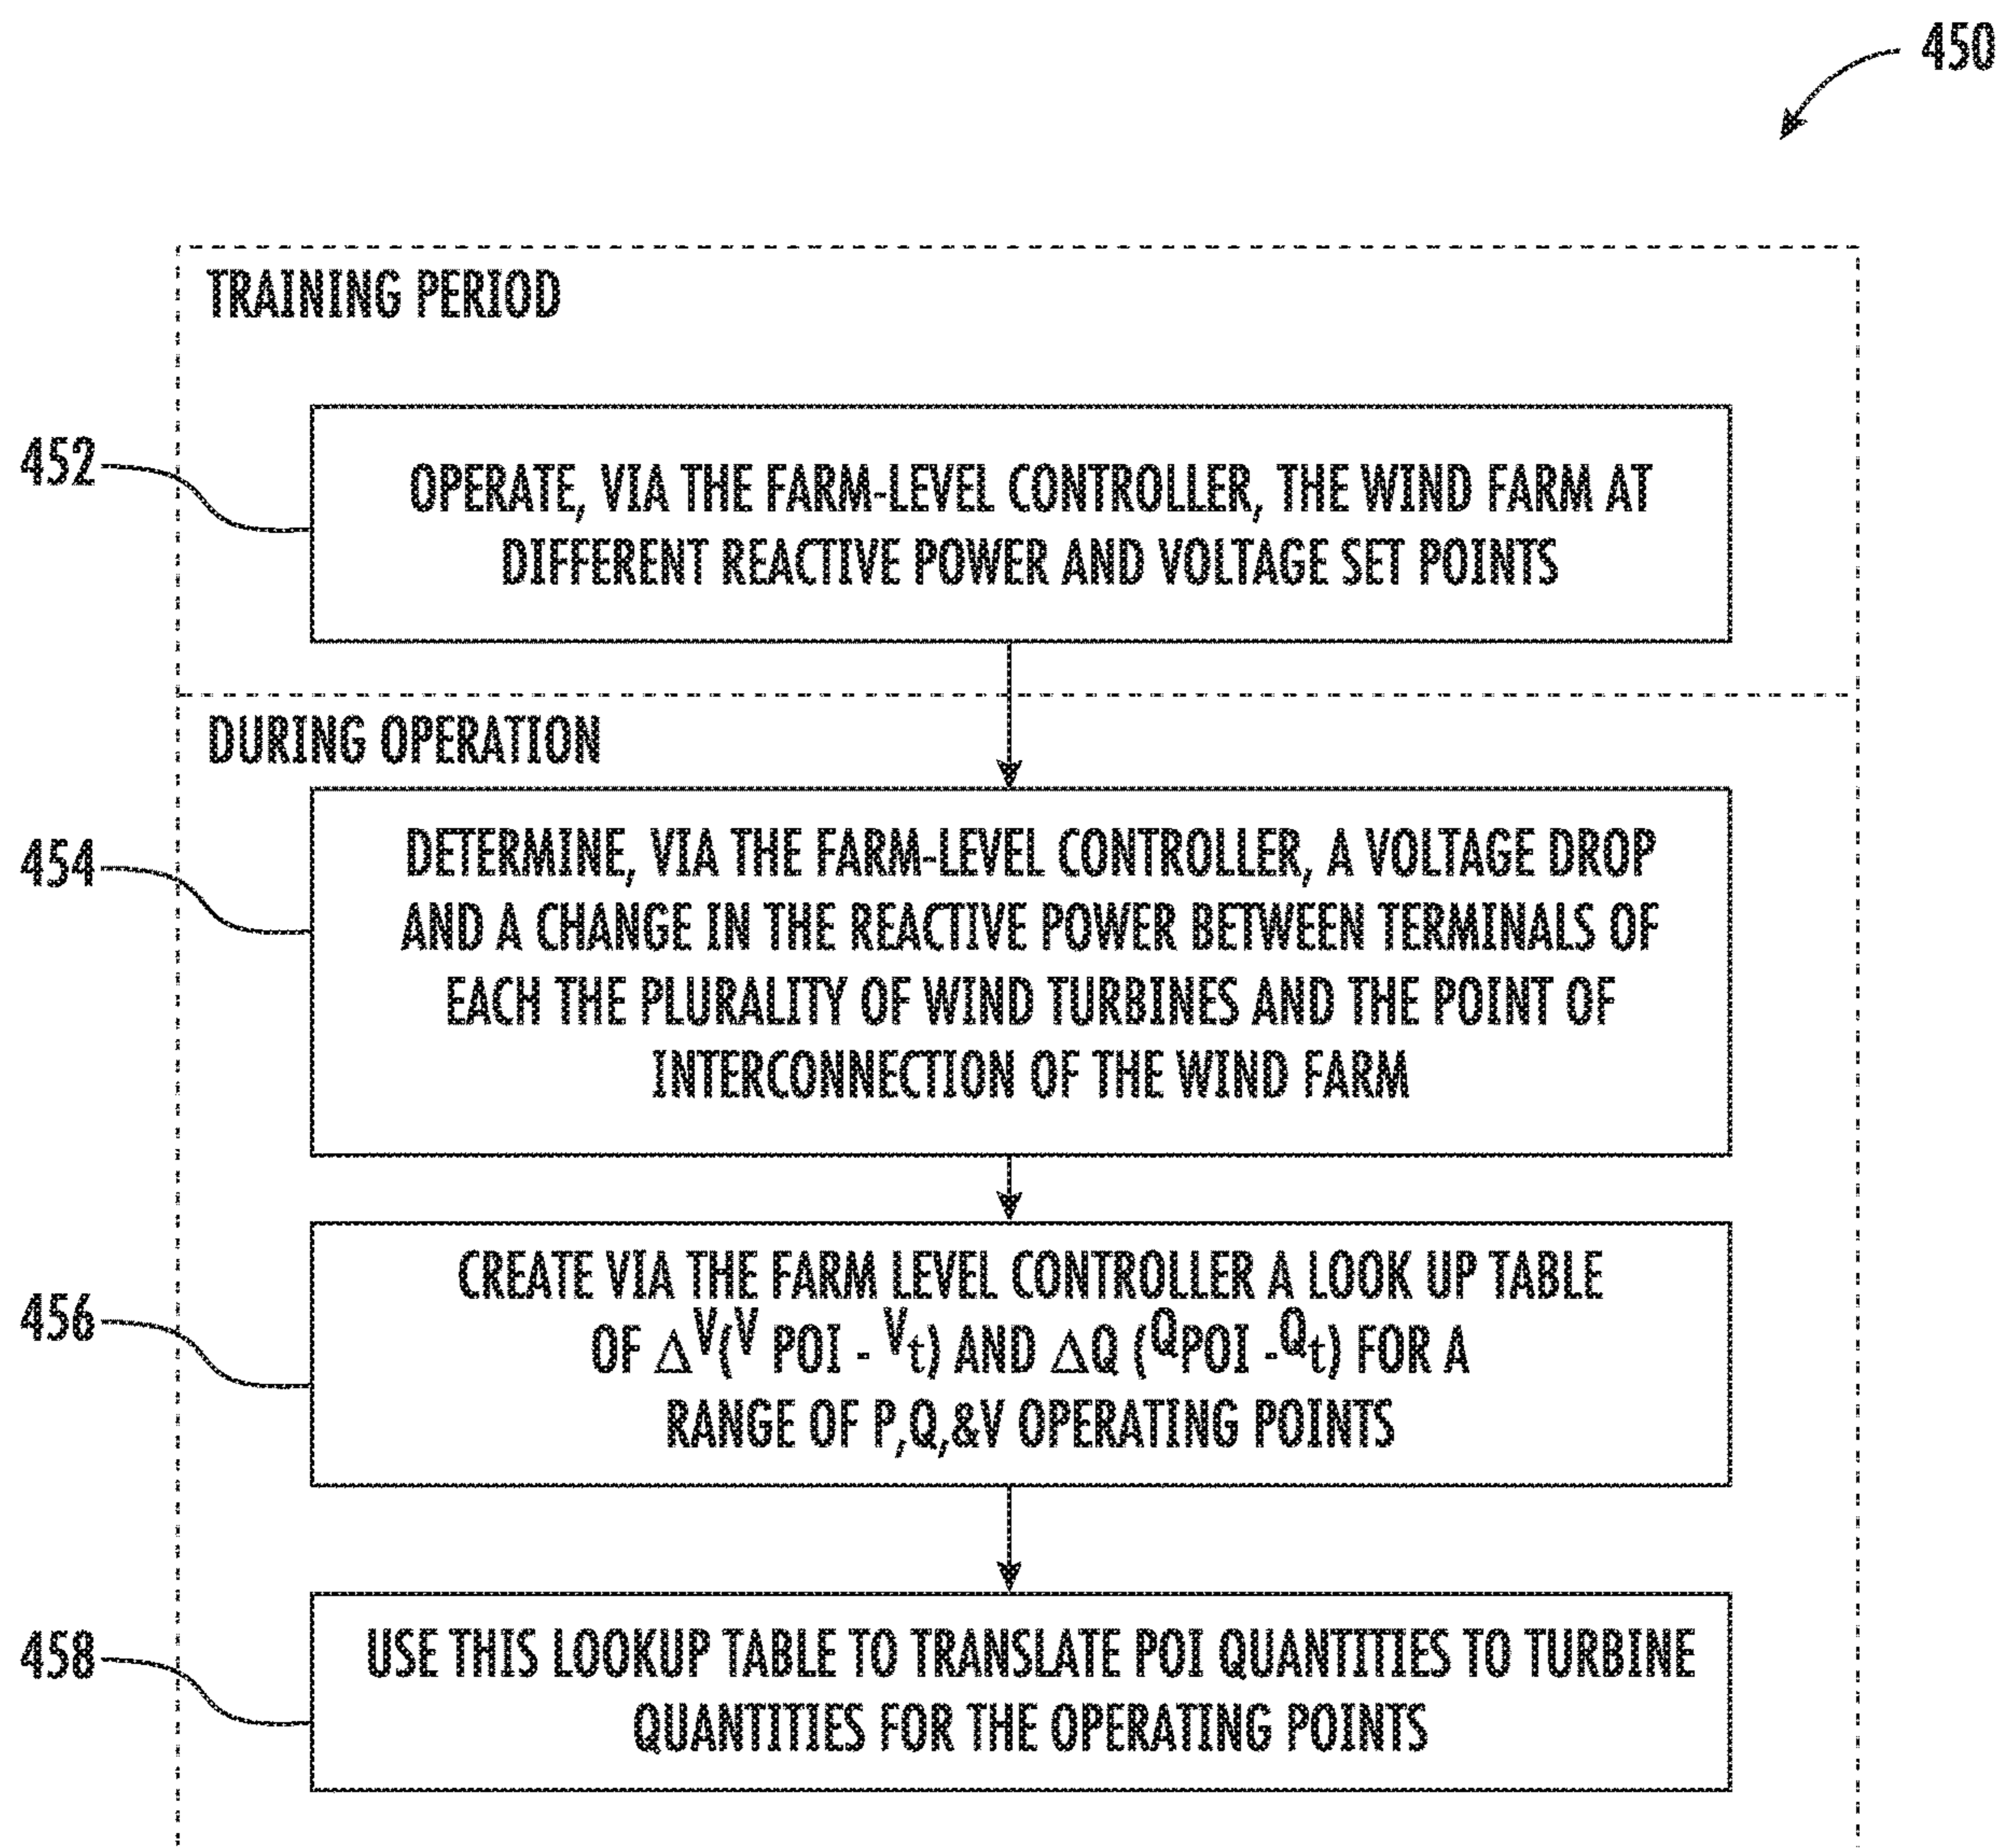 450
TRAINING PERIOD
452
OPERATE, VIA THE FARM-LEVEL CONTROLLER, THE WIND FARM AT
DIFFERENT REACTIVE POWER AND VOLTAGE SET POINTS
DURING OPERATION
454
DETERMINE, VIA THE FARM-LEVEL CONTROLLER, A VOLTAGE DROP
AND A CHANGE IN THE REACTIVE POWER BETWEEN TERMINALS OF
EACH THE PLURALITY OF WIND TURBINES AND THE POINT OF
INTERCONNECTION OF THE WIND FARM
456
CREATE VIA THE FARM LEVEL CONTROLLER A LOOK UP TABLE
OF ΔV(V POI - Vt) AND ΔQ (QPOI -Qt) FOR A
RANGE OF P,Q,&V OPERATING POINTS
458
USE THIS LOOKUP TABLE TO TRANSLATE POI QUANTITIES TO TURBINE
QUANTITIES FOR THE OPERATING POINTS